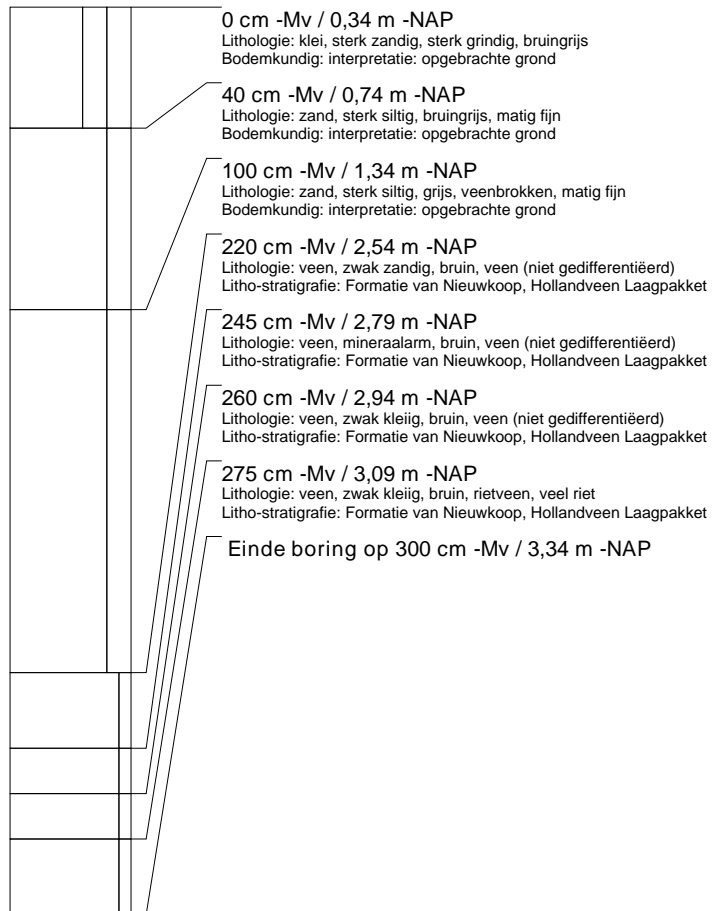 0 cm -Mv / 0,34 m -NAP
Lithologie: klei, sterk zandig, sterk grindig, bruingrijs
Bodemkundig: interpretatie: opgebrachte grond
40 cm -Mv / 0,74 m -NAP
Lithologie: zand, sterk siltig, bruingrijs, matig fijn
Bodemkundig: interpretatie: opgebrachte grond
100 cm -Mv / 1,34 m -NAP
Lithologie: zand, sterk siltig, grijs, veenbrokken, matig fijn
Bodemkundig: interpretatie: opgebrachte grond
220 cm -Mv / 2,54 m -NAP
Lithologie: veen, zwak zandig, bruin, veen (niet gedifferentiëerd)
Litho-stratigrafie: Formatie van Nieuwkoop, Hollandveen Laagpakket
245 cm -Mv / 2,79 m -NAP
Lithologie: veen, mineraalarm, bruin, veen (niet gedifferentiëerd)
Litho-stratigrafie: Formatie van Nieuwkoop, Hollandveen Laagpakket
260 cm -Mv / 2,94 m -NAP
Lithologie: veen, zwak kleiig, bruin, veen (niet gedifferentiëerd)
Litho-stratigrafie: Formatie van Nieuwkoop, Hollandveen Laagpakket
275 cm -Mv / 3,09 m -NAP
Lithologie: veen, zwak kleiig, bruin, rietveen, veel riet
Litho-stratigrafie: Formatie van Nieuwkoop, Hollandveen Laagpakket
Einde boring op 300 cm -Mv / 3,34 m -NAP